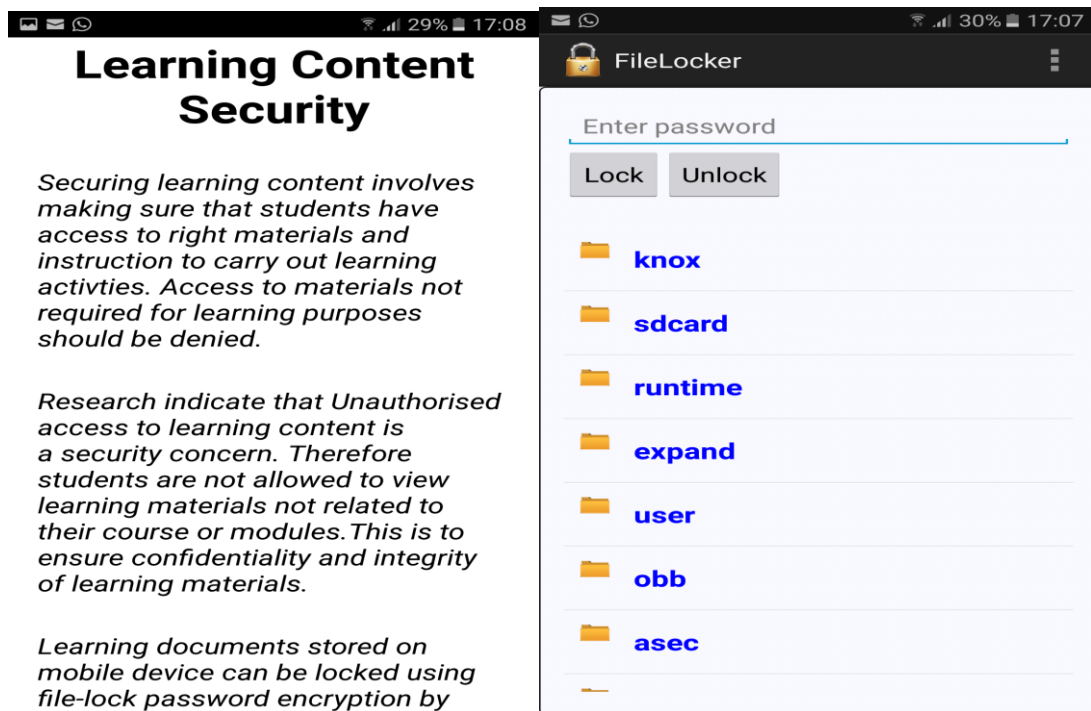 29% 17:08
Learning Content
Security
Securing learning content involves
making sure that students have
access to right materials and
instruction to carry out learning
activties. Access to materials not
required for learning purposes
should be denied.
Research indicate that Unauthorised
access to learning content is
a security concern. Therefore
students are not allowed to view
learning materials not related to
their course or modules.This is to
ensure confidentiality and integrity
of learning materials.
Learning documents stored on
mobile device can be locked using
file-lock password encryption by
30% 17:07
FileLocker
Enter password
Lock Unlock
knox
sdcard
runtime
expand
user
obb
asec